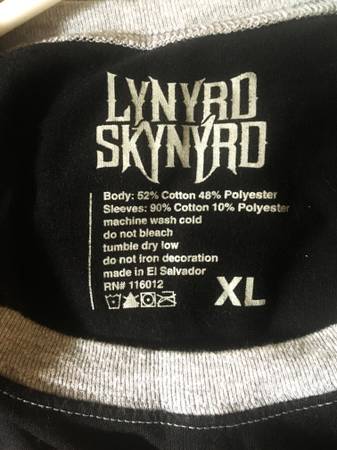 LYNYRD
SKYNYRD
Body: 52% Cotton 48% Polyester
Sleeves: 90% Cotton 10% Polyester
machine wash cold
do not bleach
tumble dry low
do not iron decoration
made in El Salvador
RN# 116012
XL